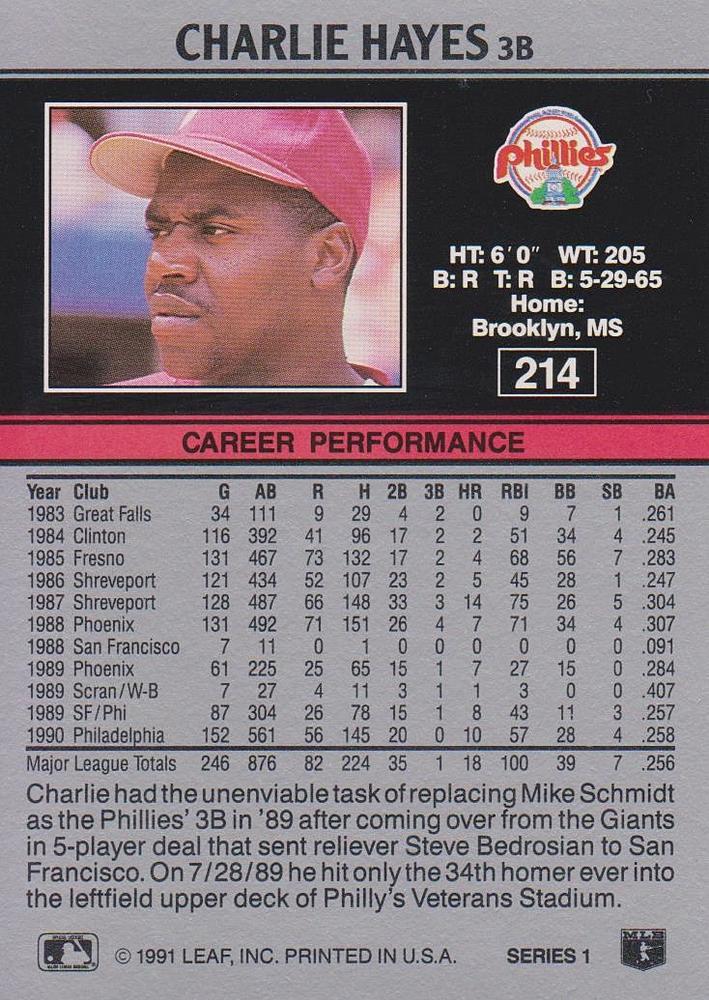 CHARLIE HAYES 3B
Phillies
HT: 6'0" WT: 205
B: R T: R B: 5-29-65
Home:
Brooklyn, MS
214
CAREER PERFORMANCE
Year Club G AB R H 2B 3B HR RBI BB SB BA
1983 Great Falls 34 111 9 29 4 2 0 9 7 1 .261
1984 Clinton 116 392 41 96 17 2 2 51 34 4 .245
1985 Fresno 131 467 73 132 17 2 4 68 56 7 .283
1986 Shreveport 121 434 52 107 23 2 5 45 28 1 .247
1987 Shreveport 128 487 66 148 33 3 14 75 26 5 .304
1988 Phoenix 131 492 71 151 26 4 7 71 34 4 .307
1988 San Francisco 7 11 0 1 0 0 0 0 0 0 .091
1989 Phoenix 61 225 25 65 15 1 7 27 15 0 .284
1989 Scran/W-B 7 27 4 11 3 1 1 3 0 0 .407
1989 SF/Phi 87 304 26 78 15 1 8 43 11 3 .257
1990 Philadelphia 152 561 56 145 20 0 10 57 28 4 .258
Major League Totals 246 876 82 224 35 1 18 100 39 7 .256
Charlie had the unenviable task of replacing Mike Schmidt
as the Phillies' 3B in '89 after coming over from the Giants
in 5-player deal that sent reliever Steve Bedrosian to San
Francisco. On 7/28/89 he hit only the 34th homer ever into
the leftfield upper deck of Philly's Veterans Stadium.
© 1991 LEAF, INC. PRINTED IN U.S.A. SERIES 1